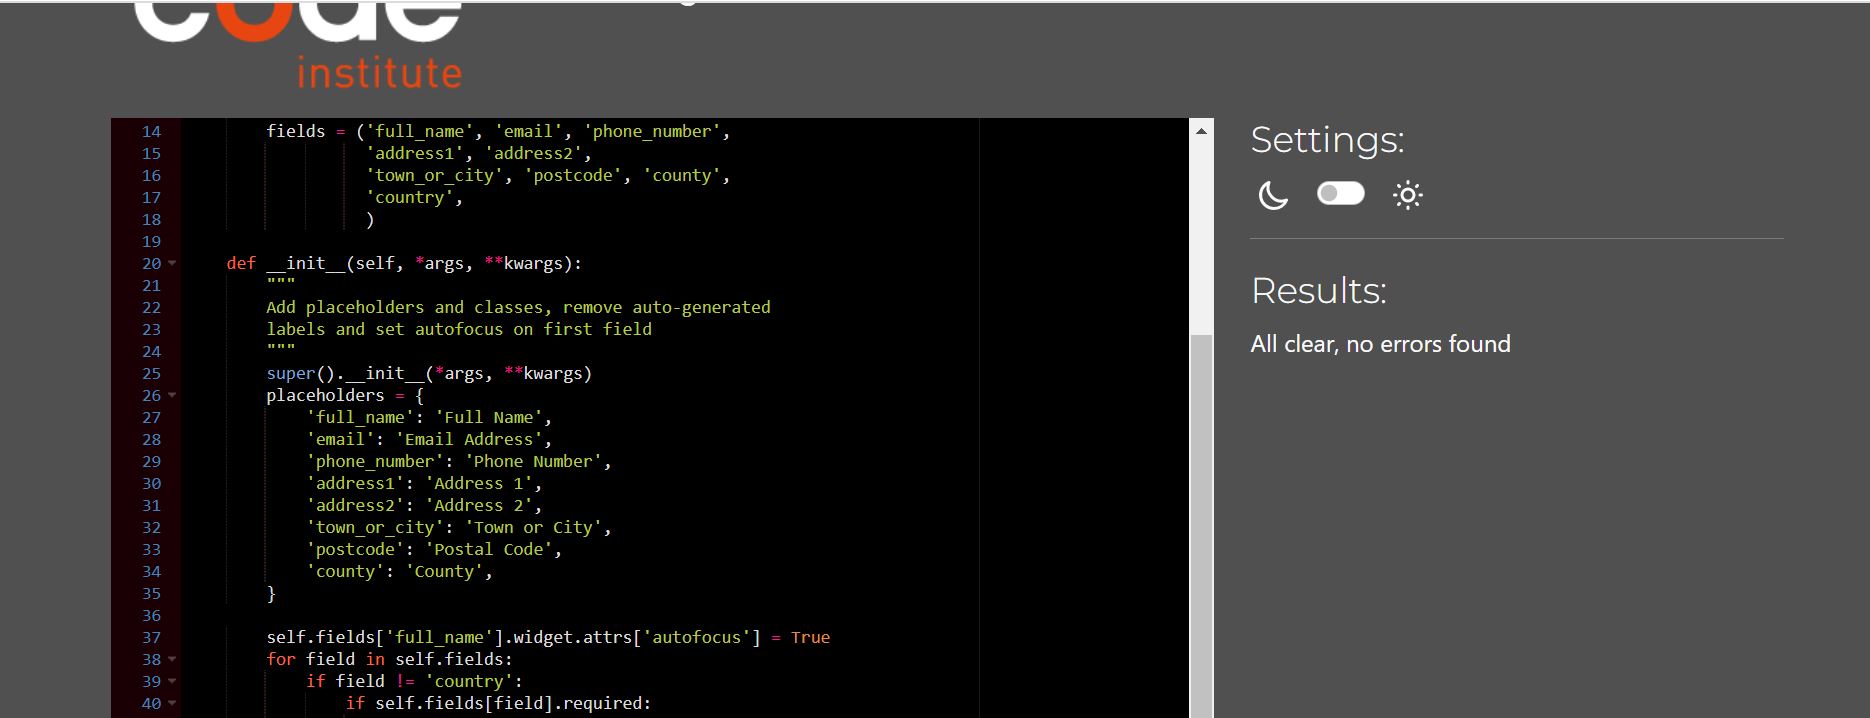 code
institute
14 fields = ('full_name', 'email', 'phone_number',
15 'address1', 'address2',
16 'town_or_city', 'postcode', 'county',
17 'country',
18 )
19
20 def __init__(self, *args, **kwargs):
21 """
22 Add placeholders and classes, remove auto-generated
23 labels and set autofocus on first field
24 """
25 super().__init__(*args, **kwargs)
26 placeholders = {
27 'full_name': 'Full Name',
28 'email': 'Email Address',
29 'phone_number': 'Phone Number',
30 'address1': 'Address 1',
31 'address2': 'Address 2',
32 'town_or_city': 'Town or City',
33 'postcode': 'Postal Code',
34 'county': 'County',
35 }
36
37 self.fields['full_name'].widget.attrs['autofocus'] = True
38 for field in self.fields:
39 if field != 'country':
40 if self.fields[field].required:
Settings:
Results:
All clear, no errors found